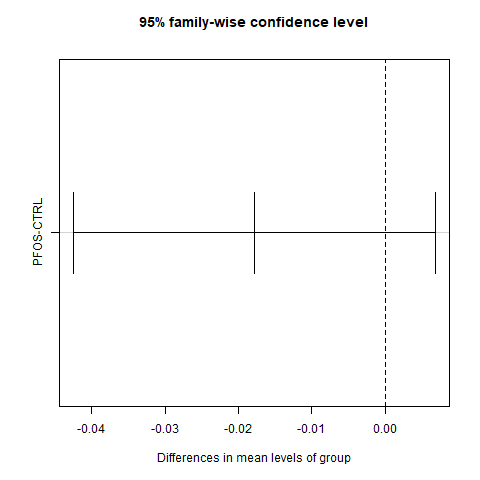 95% family-wise confidence level
PFOS-CTRL
-0.04 -0.03 -0.02 -0.01 0.00
Differences in mean levels of group